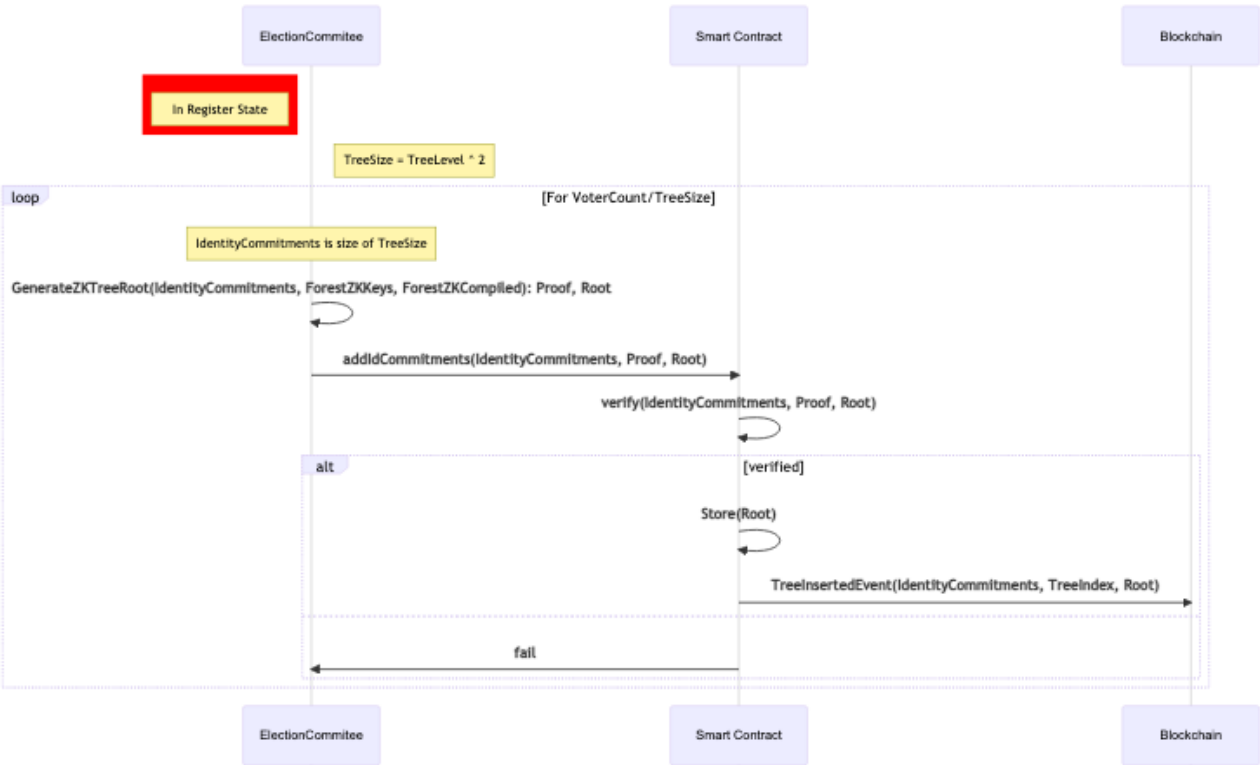 ElectionCommitee
Smart Contract
Blockchain
In Register State
TreeSize = TreeLevel ^ 2
loop
[For VoterCount/TreeSize]
IdentityCommitments is size of TreeSize
GenerateZKTreeRoot(IdentityCommitments, ForestZKKeys, ForestZKCompiled): Proof, Root
addIdCommitments(IdentityCommitments, Proof, Root)
verify(IdentityCommitments, Proof, Root)
alt
[verified]
Store(Root)
TreeInsertedEvent(IdentityCommitments, TreeIndex, Root)
fail
ElectionCommitee
Smart Contract
Blockchain